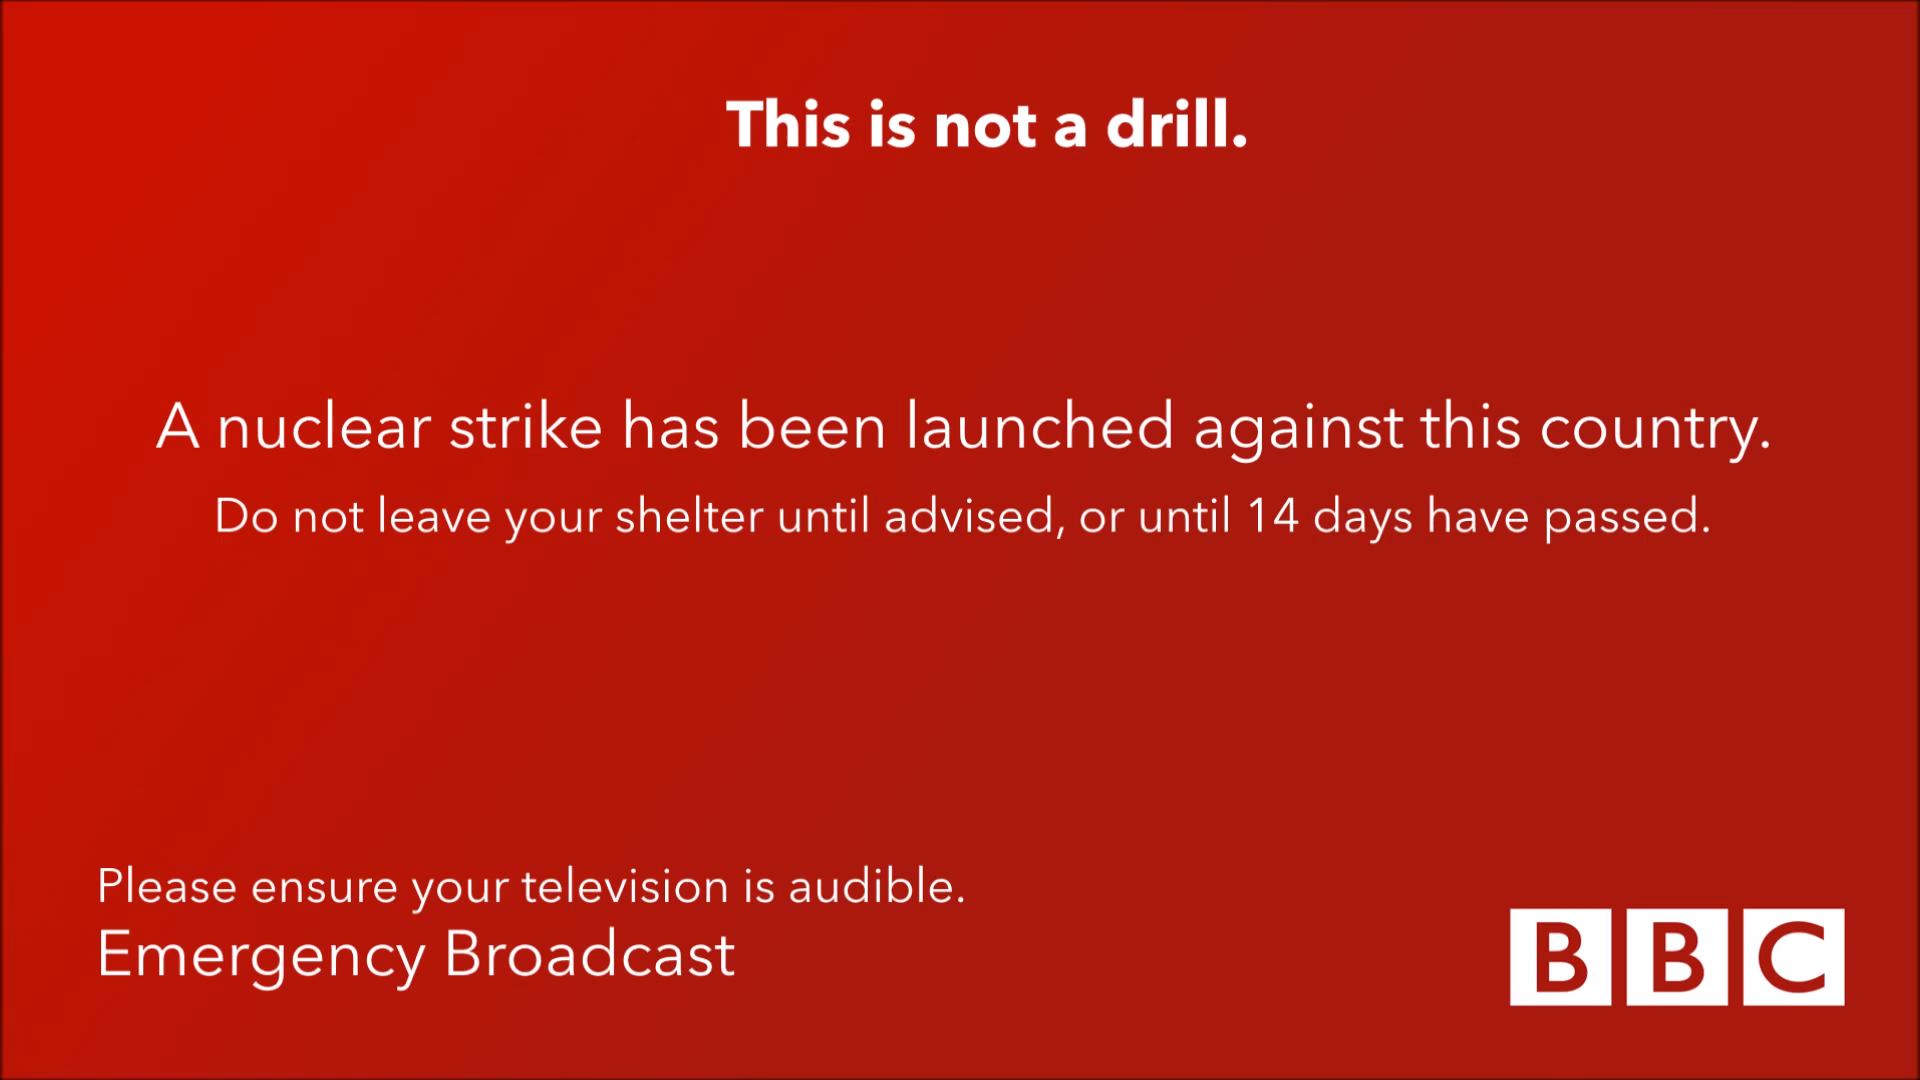 This is not a drill.
A nuclear strike has been launched against this country.
Do not leave your shelter until advised, or until 14 days have passed.
Please ensure your television is audible.
Emergency Broadcast
BBC